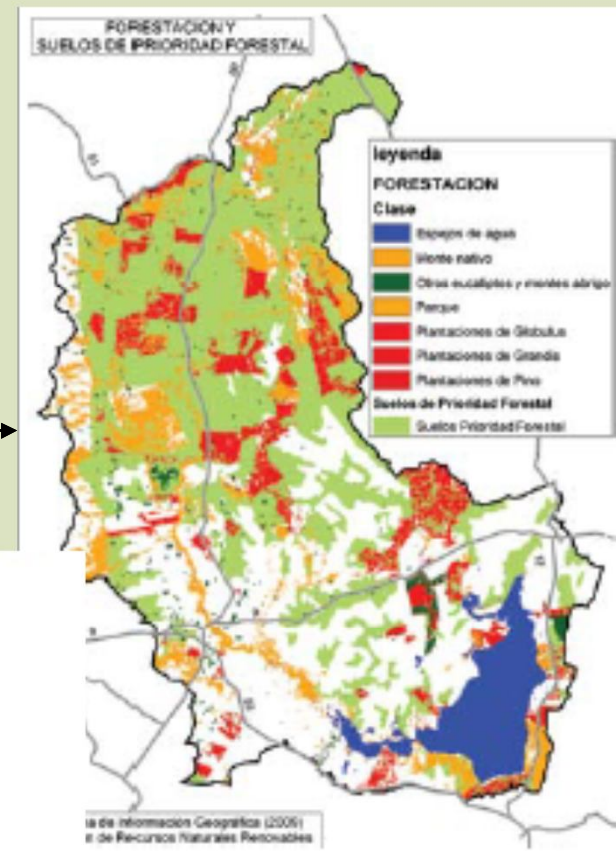 FORESTACION Y
SUELOS DE PRIORIDAD FORESTAL
leyenda
FORESTACION
Clase
Espejos de agua
Monte nativo
Otros eucaliptos y montes abrigo
Parque
Plantaciones de Globulus
Plantaciones de Grandis
Plantaciones de Pino
Suelos de Prioridad Forestal
Suelos Prioridad Forestal
a de Información Geográfica (2009)
n de Recursos Naturales Renovables